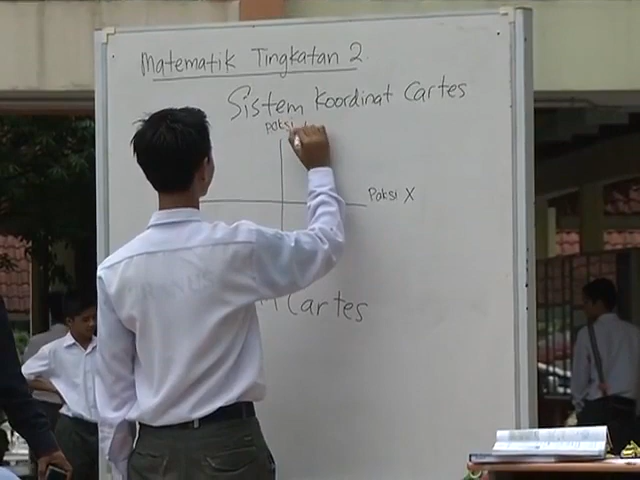 Matematik Tingkatan 2
Sistem Koordinat Cartes
paksi
Paksi X
Cartes